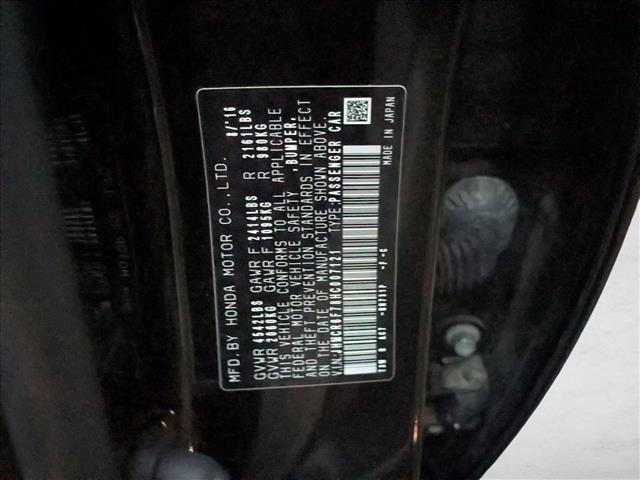 MFD. BY HONDA MOTOR CO., LTD. 8/'16
GVWR 4542LBS GAWR F 2414LBS R 2161LBS
GVWR 2060KG GAWR F 1095KG R 980KG
THIS VEHICLE CONFORMS TO ALL APPLICABLE
FEDERAL MOTOR VEHICLE SAFETY , BUMPER,
AND THEFT PREVENTION STANDARDS IN EFFECT
ON THE DATE OF MANUFACTURE SHOWN ABOVE.
V.I.N: TYPE:PASSENGER CAR
MADE IN JAPAN
-F -C